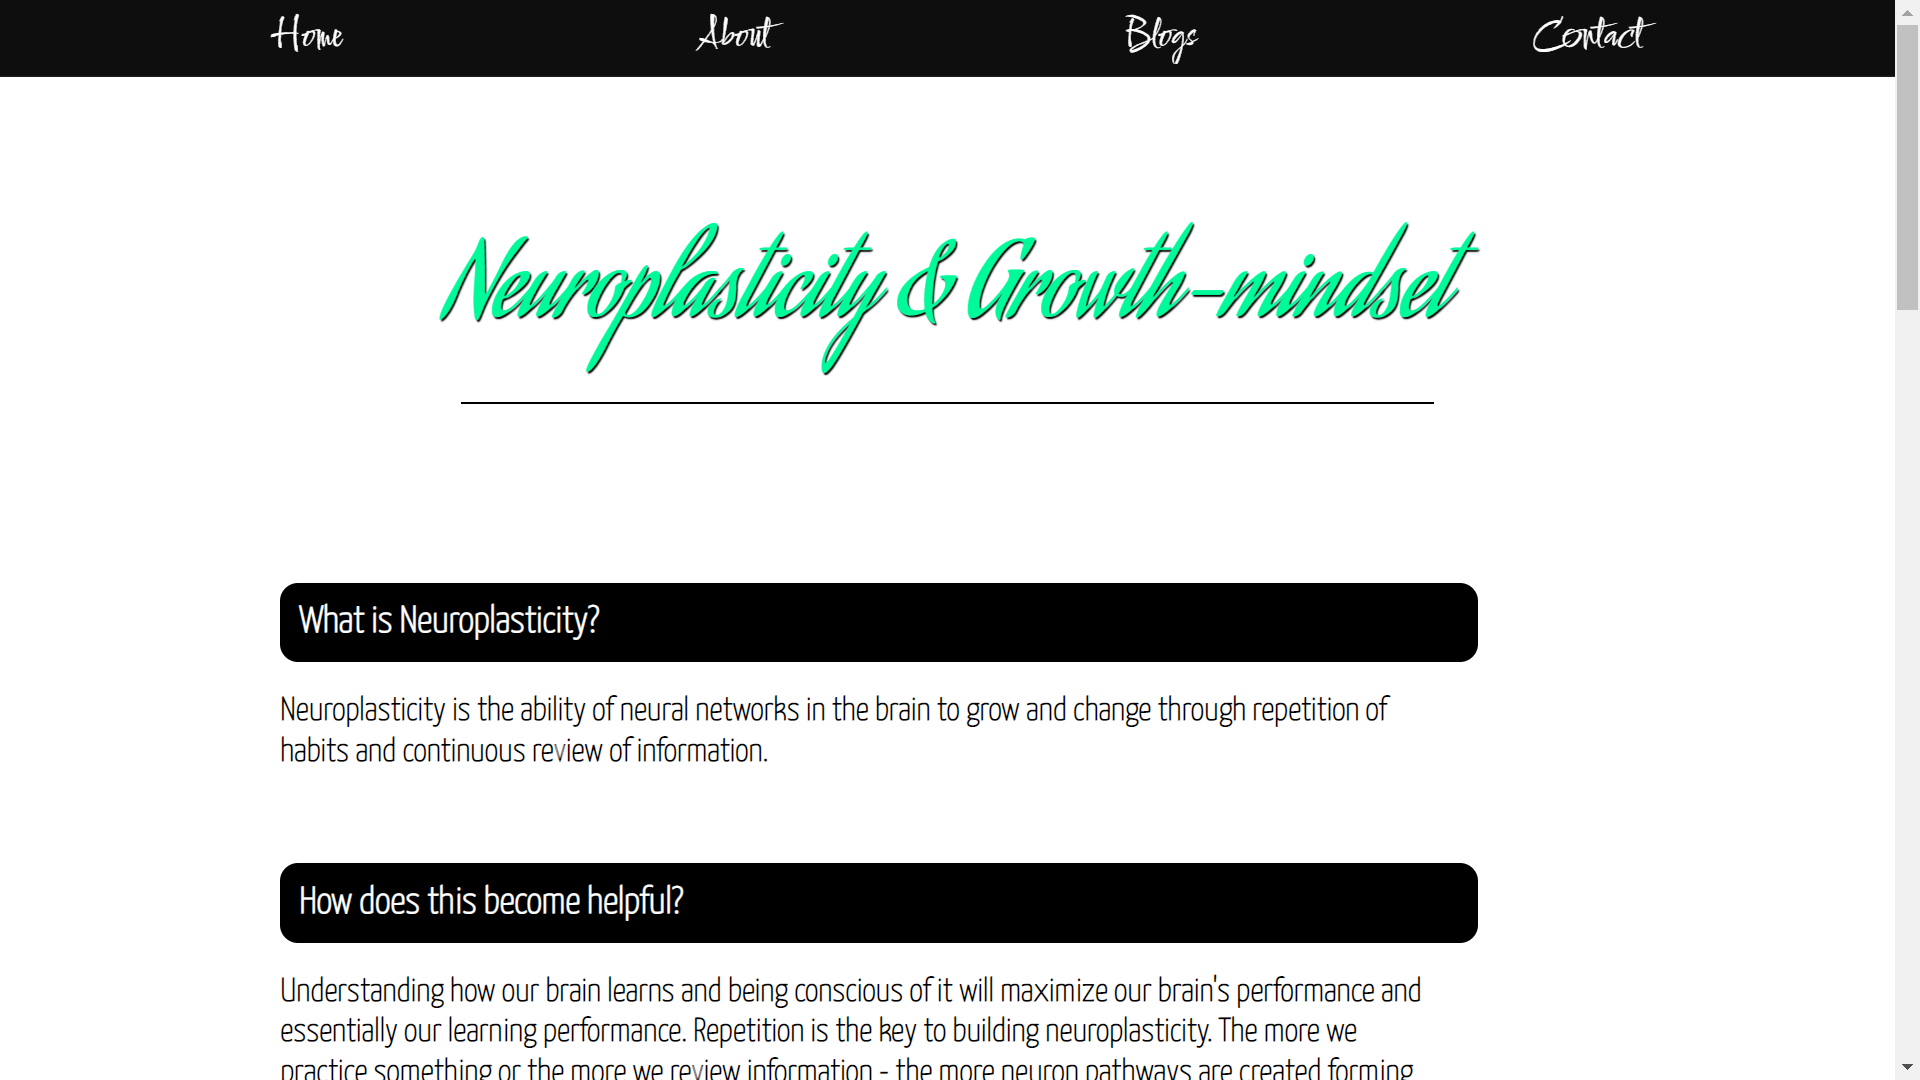 Home About Blogs Contact
Neuroplasticity & Growth-mindset
What is Neuroplasticity?
Neuroplasticity is the ability of neural networks in the brain to grow and change through repetition of
habits and continuous review of information.
How does this become helpful?
Understanding how our brain learns and being conscious of it will maximize our brain's performance and
essentially our learning performance. Repetition is the key to building neuroplasticity. The more we
practice something or the more we review information - the more neuron pathways are created forming